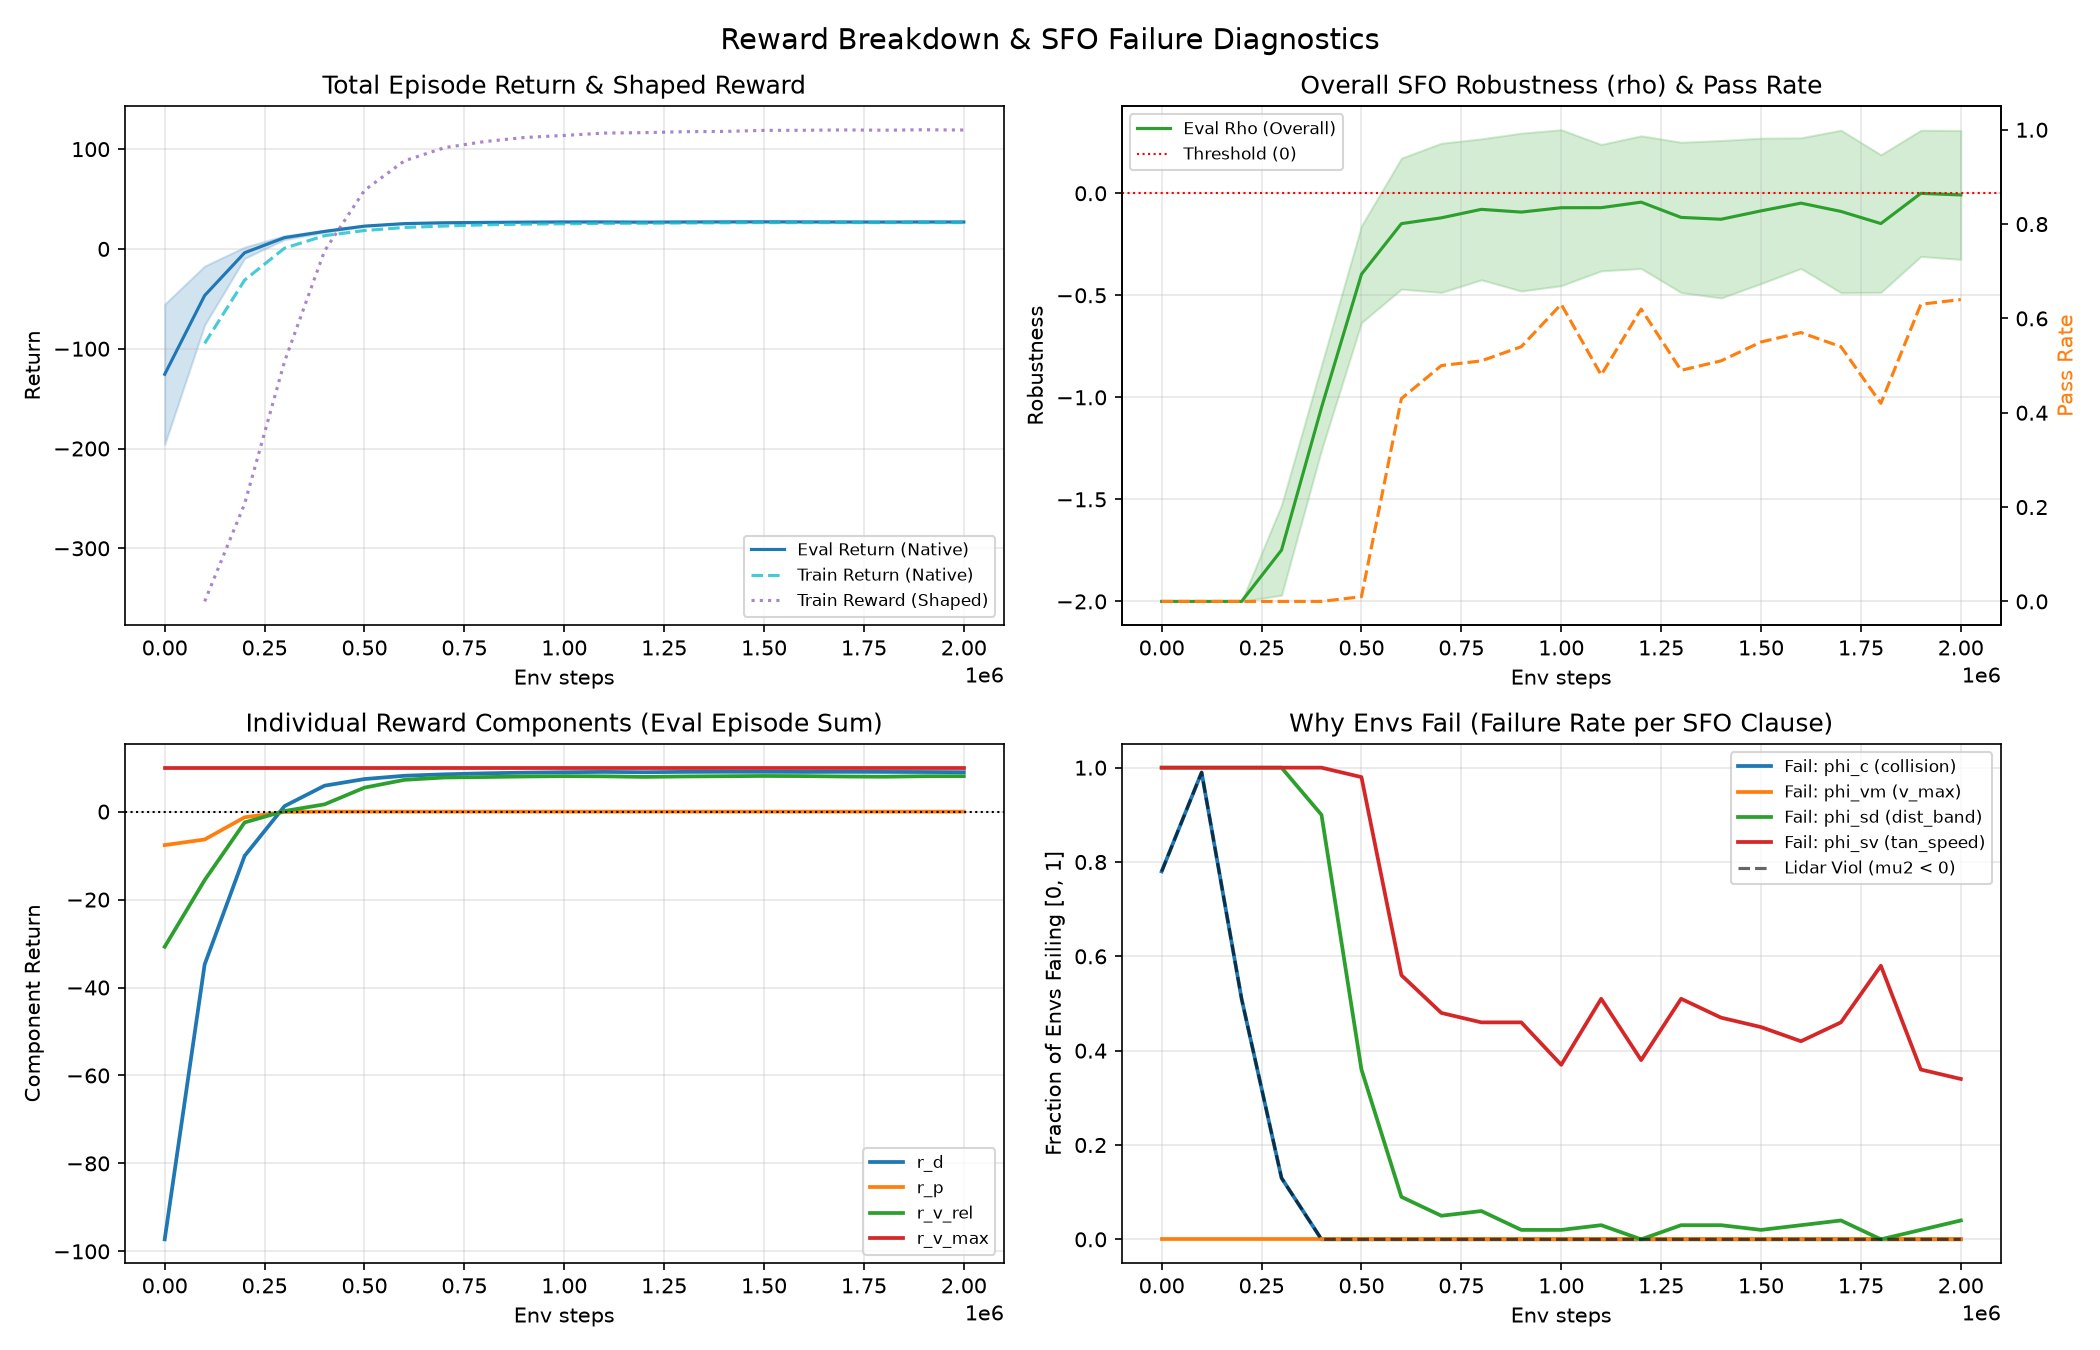 Reward Breakdown & SFO Failure Diagnostics
Total Episode Return & Shaped Reward
Return
100
0
−100
−200
−300
Eval Return (Native)
Train Return (Native)
Train Reward (Shaped)
0.00 0.25 0.50 0.75 1.00 1.25 1.50 1.75 2.00
Env steps
1e6
Overall SFO Robustness (rho) & Pass Rate
Robustness
0.0
−0.5
−1.0
−1.5
−2.0
Eval Rho (Overall)
Threshold (0)
1.0
0.8
0.6
0.4
0.2
0.0
Pass Rate
0.00 0.25 0.50 0.75 1.00 1.25 1.50 1.75 2.00
Env steps
1e6
Individual Reward Components (Eval Episode Sum)
Component Return
0
−20
−40
−60
−80
−100
r_d
r_p
r_v_rel
r_v_max
0.00 0.25 0.50 0.75 1.00 1.25 1.50 1.75 2.00
Env steps
1e6
Why Envs Fail (Failure Rate per SFO Clause)
Fraction of Envs Failing [0, 1]
1.0
0.8
0.6
0.4
0.2
0.0
Fail: phi_c (collision)
Fail: phi_vm (v_max)
Fail: phi_sd (dist_band)
Fail: phi_sv (tan_speed)
Lidar Viol (mu2 < 0)
0.00 0.25 0.50 0.75 1.00 1.25 1.50 1.75 2.00
Env steps
1e6